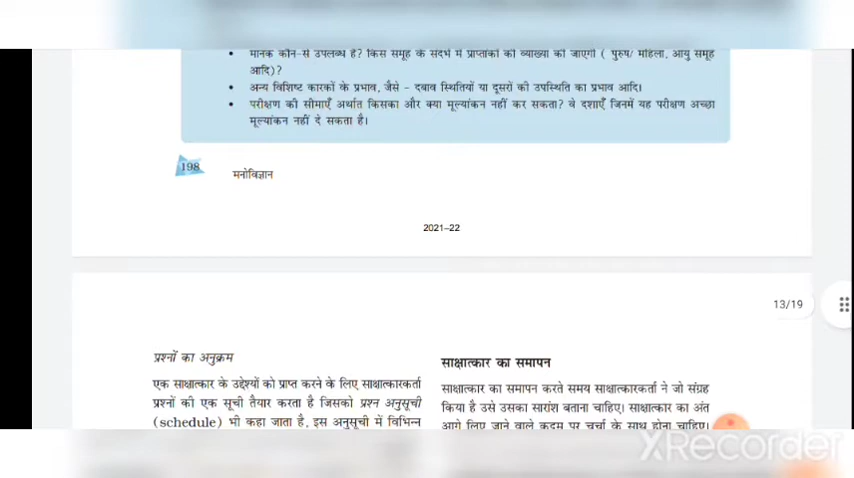 • मानक कौन-से उपलब्ध हैं? किस समूह के संदर्भ में प्राप्तांकों की व्याख्या की जाएगी ( पुरुष/ महिला, आयु समूह
आदि)?
• अन्य विशिष्ट कारकों के प्रभाव, जैसे - दबाव स्थितियों या दूसरों की उपस्थिति का प्रभाव आदि।
• परीक्षण की सीमाएँ अर्थात किसका और क्या मूल्यांकन नहीं कर सकता? वे दशाएँ जिनमें यह परीक्षण अच्छा
मूल्यांकन नहीं दे सकता है।
198
मनोविज्ञान
2021–22
13/19
प्रश्नों का अनुक्रम
एक साक्षात्कार के उद्देश्यों को प्राप्त करने के लिए साक्षात्कारकर्ता
प्रश्नों की एक सूची तैयार करता है जिसको प्रश्न अनुसूची
(schedule) भी कहा जाता है, इस अनुसूची में विभिन्न
साक्षात्कार का समापन
साक्षात्कार का समापन करते समय साक्षात्कारकर्ता ने जो संग्रह
किया है उसे उसका सारांश बताना चाहिए। साक्षात्कार का अंत
आगे लिए जाने वाले कदम पर चर्चा के साथ होना चाहिए।
XRecorder